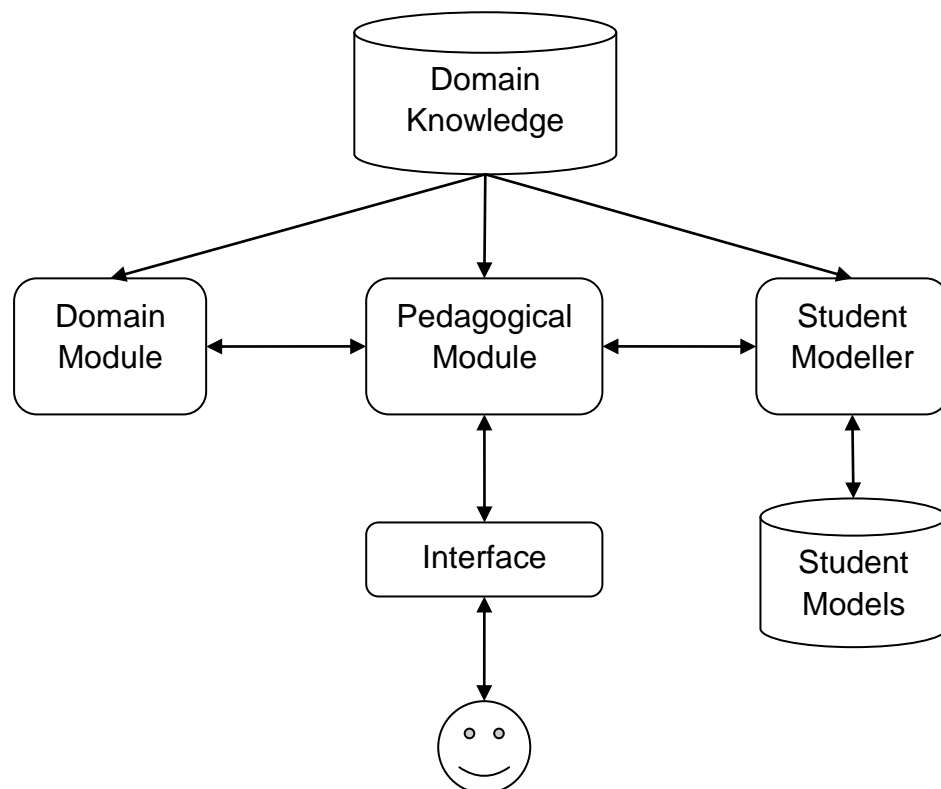 Domain
Knowledge
Domain
Module
Pedagogical
Module
Student
Modeller
Interface
Student
Models